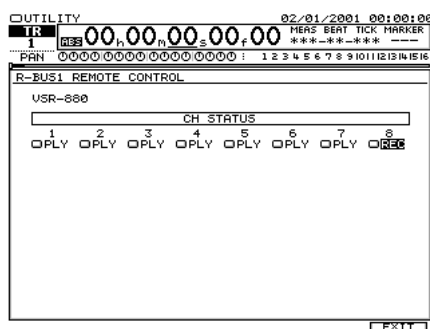 UTILITY 02/01/2001 00:00:00
TR 1 ABS 00h00m00s00f00 MEAS BEAT TICK MARKER
***-**-*** ---
PAN 1 2 3 4 5 6 7 8 9 10 11 12 13 14 15 16
R-BUS1 REMOTE CONTROL
VSR-880
CH STATUS
1 2 3 4 5 6 7 8
PLY PLY PLY PLY PLY PLY PLY REC
EXIT